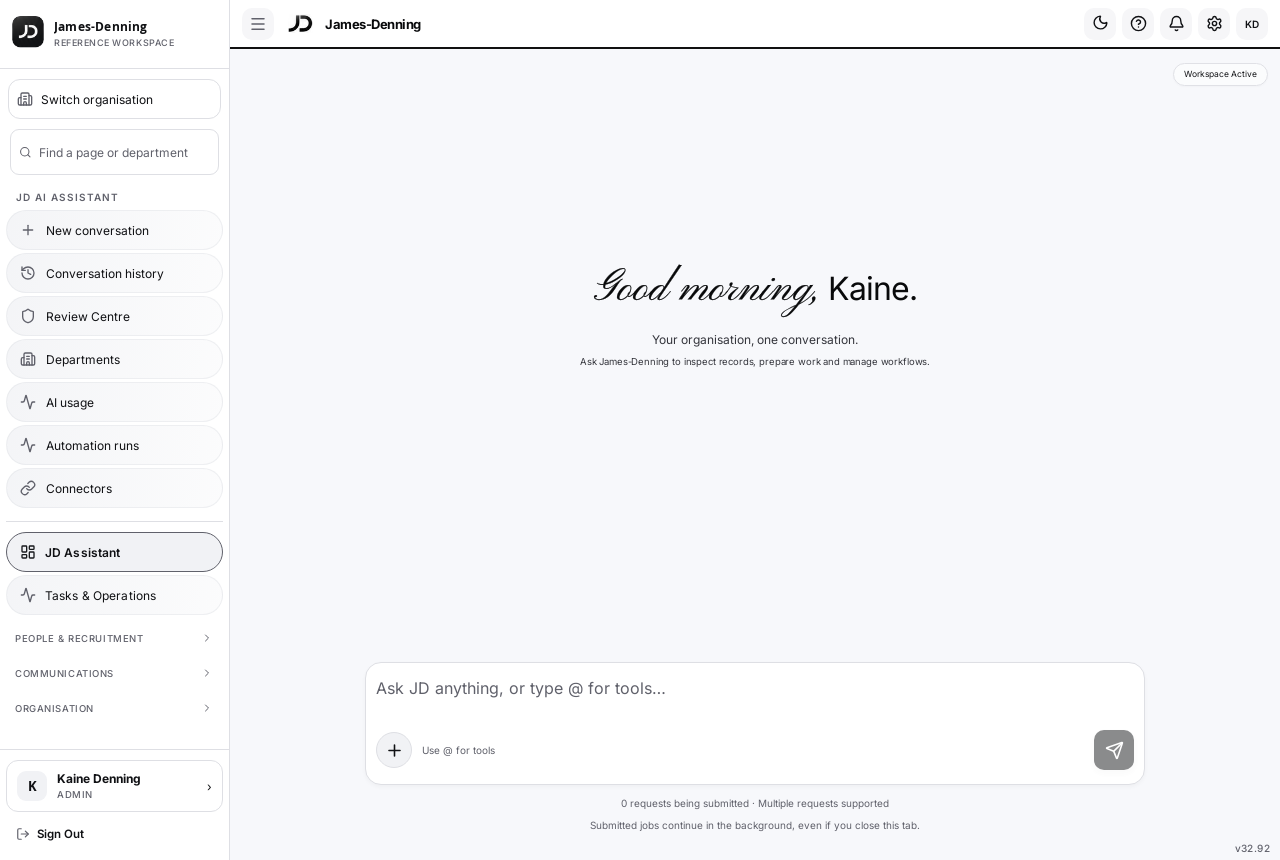 James-Denning
REFERENCE WORKSPACE
Switch organisation
Find a page or department
JD AI ASSISTANT
New conversation
Conversation history
Review Centre
Departments
AI usage
Automation runs
Connectors
JD Assistant
Tasks & Operations
PEOPLE & RECRUITMENT
COMMUNICATIONS
ORGANISATION
K
Kaine Denning
ADMIN
Sign Out
JD James-Denning
KD
Workspace Active
Good morning, Kaine.
Your organisation, one conversation.
Ask James-Denning to inspect records, prepare work and manage workflows.
Ask JD anything, or type @ for tools...
Use @ for tools
0 requests being submitted · Multiple requests supported
Submitted jobs continue in the background, even if you close this tab.
v32.92